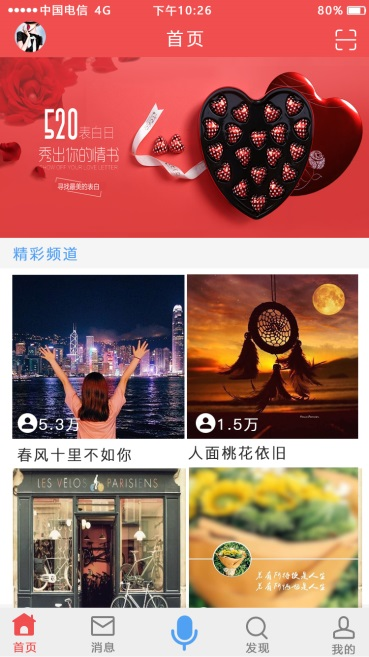 中国电信 4G 下午10:26 80%
首页
520表白日
秀出你的情书
SHOW OFF YOUR LOVE LETTER
寻找最美的表白
精彩频道
5.3万
1.5万
春风十里不如你
人面桃花依旧
LES VELOS PARISIENS
首页
消息
发现
我的